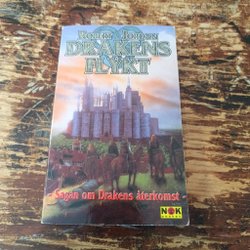 Robert Jordan
DRAKENS
FLYKT
- Sagan om Drakens återkomst -
NOK